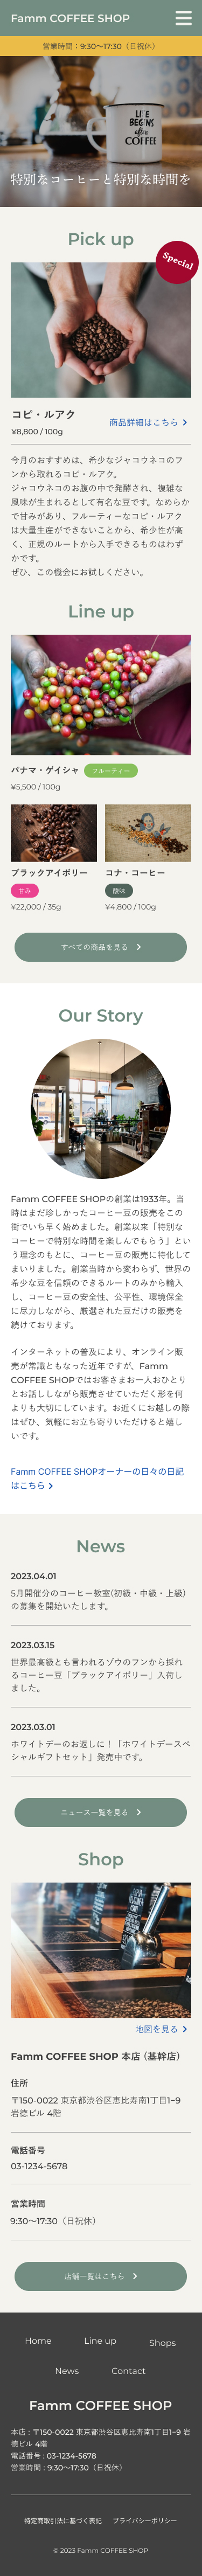 Famm COFFEE SHOP
営業時間：9:30〜17:30（日祝休）
LIFE
BEGINS
after
COFFEE
特別なコーヒーと特別な時間を
Pick up
Special
コピ・ルアク
¥8,800 / 100g
商品詳細はこちら
今月のおすすめは、希少なジャコウネコのフ
ンから取れるコピ・ルアク。
ジャコウネコのお腹の中で発酵され、複雑な
風味が生まれるとして有名な豆です。なめらか
で甘みがあり、フルーティーなコピ・ルアク
は大量生産ができないことから、希少性が高
く、正規のルートから入手できるものはわず
かです。
ぜひ、この機会にお試しください。
Line up
パナマ・ゲイシャ フルーティー
¥5,500 / 100g
ブラックアイボリー
甘み
¥22,000 / 35g
コナ・コーヒー
酸味
¥4,800 / 100g
すべての商品を見る
Our Story
Famm COFFEE SHOPの創業は1933年。当
時はまだ珍しかったコーヒー豆の販売をこの
街でいち早く始めました。創業以来「特別な
コーヒーで特別な時間を楽しんでもらう」とい
う理念のもとに、コーヒー豆の販売に特化して
まいりました。創業当時から変わらず、世界の
希少な豆を信頼のできるルートのみから輸入
し、コーヒー豆の安全性、公平性、環境保全
に尽力しながら、厳選された豆だけの販売を
続けております。
インターネットの普及により、オンライン販
売が常識ともなった近年ですが、Famm
COFFEE SHOPではお客さまお一人おひとり
とお話ししながら販売させていただく形を何
よりも大切にしています。お近くにお越しの際
はぜひ、気軽にお立ち寄りいただけると嬉し
いです。
Famm COFFEE SHOPオーナーの日々の日記
はこちら
News
2023.04.01
5月開催分のコーヒー教室(初級・中級・上級)
の募集を開始いたします。
2023.03.15
世界最高級とも言われるゾウのフンから採れ
るコーヒー豆「ブラックアイボリー」入荷し
ました。
2023.03.01
ホワイトデーのお返しに！「ホワイトデースペ
シャルギフトセット」発売中です。
ニュース一覧を見る
Shop
地図を見る
Famm COFFEE SHOP 本店 (基幹店)
住所
〒150-0022 東京都渋谷区恵比寿南1丁目1−9
岩徳ビル 4階
電話番号
03-1234-5678
営業時間
9:30〜17:30（日祝休）
店舗一覧はこちら
Home Line up Shops
News Contact
Famm COFFEE SHOP
本店：〒150-0022 東京都渋谷区恵比寿南1丁目1−9 岩
徳ビル 4階
電話番号：03-1234-5678
営業時間：9:30〜17:30（日祝休）
特定商取引法に基づく表記 プライバシーポリシー
© 2023 Famm COFFEE SHOP